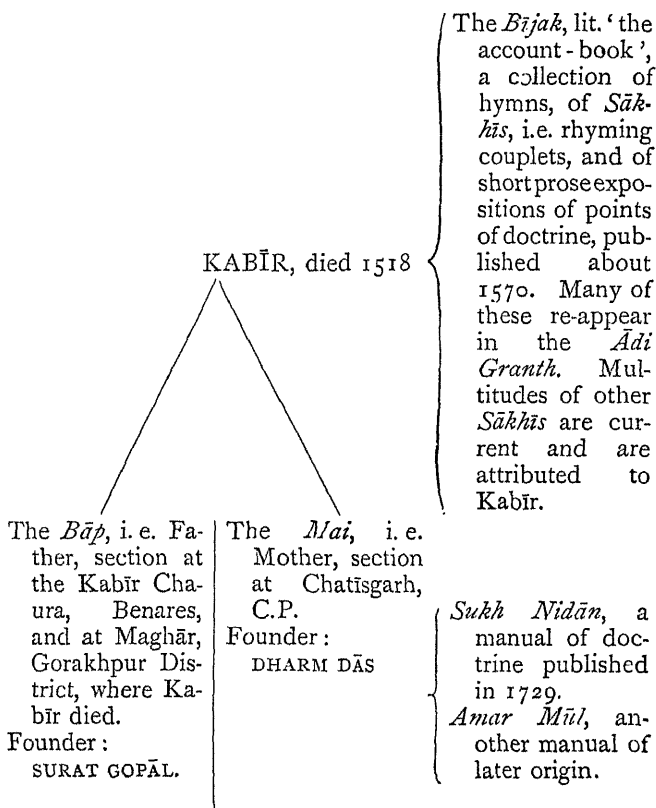 The Bījak, lit. ‘ the
account - book ’,
a collection of
hymns, of Sāk-
hīs, i.e. rhyming
couplets, and of
short prose expo-
sitions of points
of doctrine, pub-
lished about
1570. Many of
these re-appear
in the Ādi
Granth. Mul-
titudes of other
Sākhīs are cur-
rent and are
attributed to
Kabīr.
KABĪR, died 1518
The Bāp, i. e. Fa-
ther, section at
the Kabīr Cha-
ura, Benares,
and at Maghār,
Gorakhpur Dis-
trict, where Ka-
bīr died.
Founder :
SURAT GOPĀL.
The Mai, i. e.
Mother, section
at Chatīsgarh,
C.P.
Founder :
DHARM DĀS
Sukh Nidān, a
manual of doc-
trine published
in 1729.
Amar Mūl, an-
other manual of
later origin.